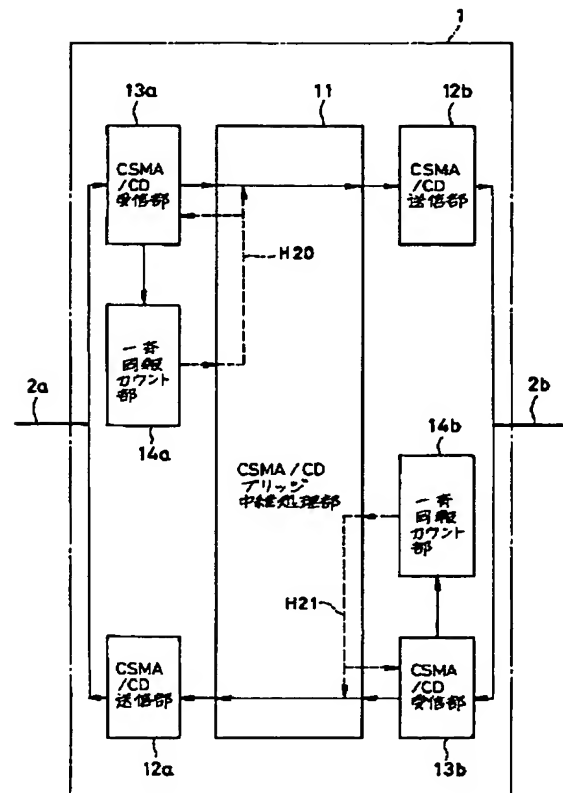 1
13a
11
12b
CSMA
/CD
受信部
CSMA
/CD
送信部
H20
一斉
同報
カウント
部
2a
2b
14a
14b
CSMA/CD
ブリッジ
中継処理部
一斉
同報
カウント
部
H21
CSMA
/CD
送信部
CSMA
/CD
受信部
12a
13b